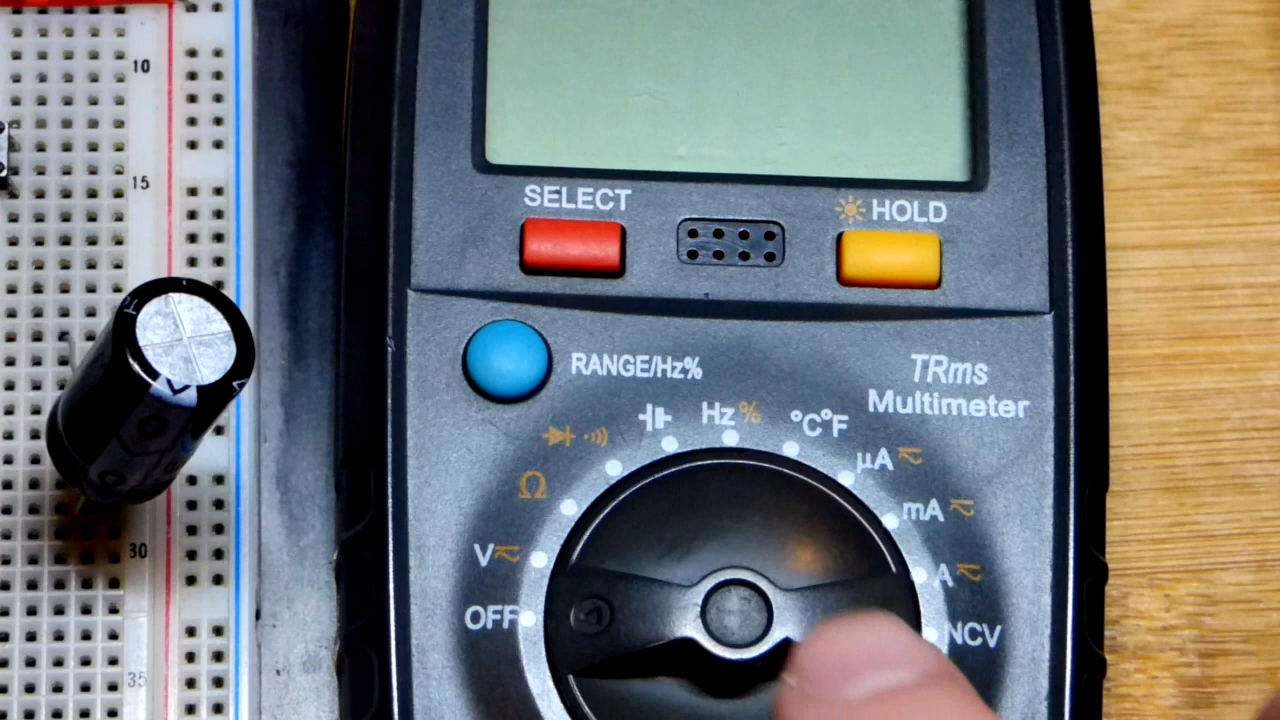 10
15
30
35
SELECT
HOLD
RANGE/Hz%
TRms
Multimeter
Hz %
°C°F
µA
mA
A
NCV
Ω
V
OFF